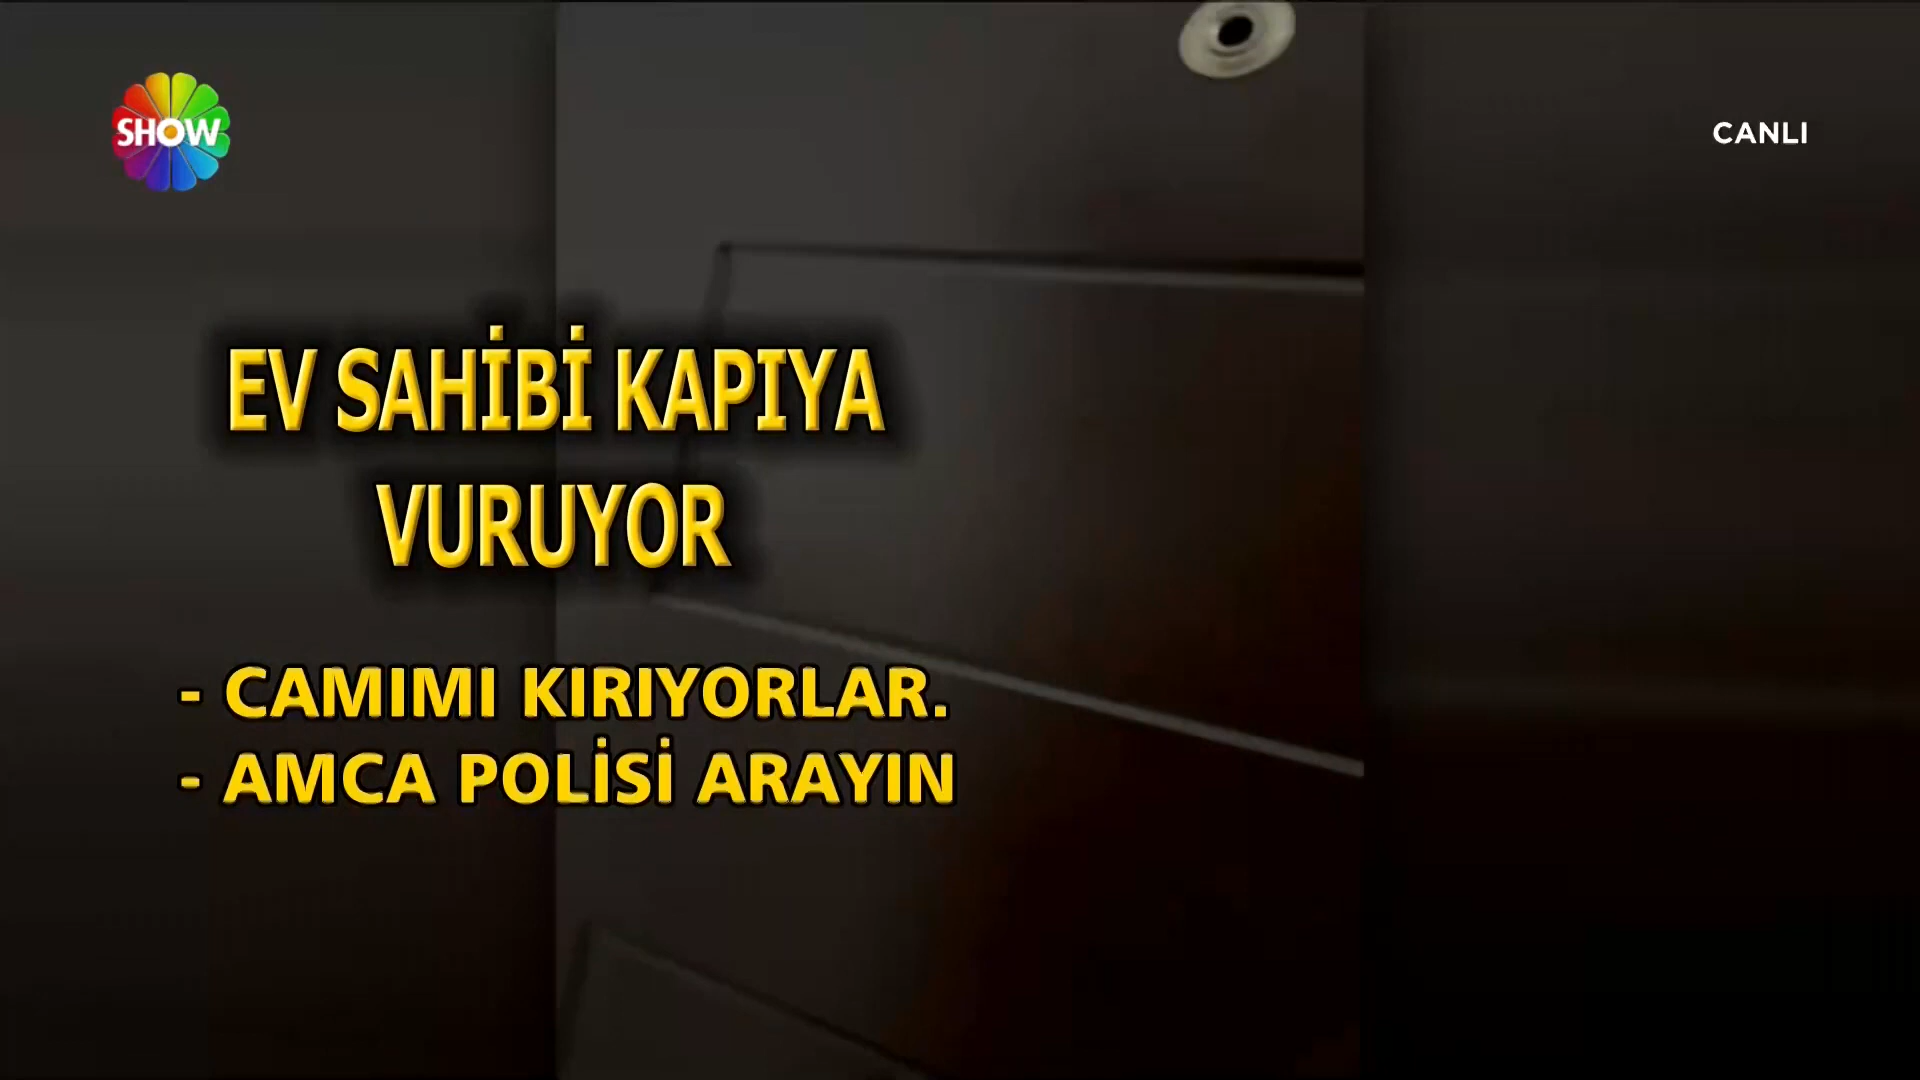 SHOW
CANLI
EV SAHİBİ KAPIYA
VURUYOR
- CAMIMI KIRIYORLAR.
- AMCA POLİSİ ARAYIN